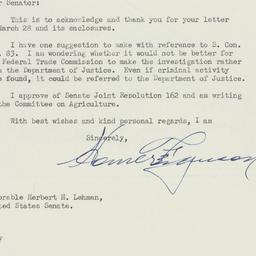 r Senator:
This is to acknowledge and thank you for your letter
March 28 and its enclosures.
I have one suggestion to make with reference to S. Con.
. 83. I am wondering whether it would not be better for
Federal Trade Commission to make the investigation rather
n the Department of Justice. Even if criminal activity
e found, it could be referred to the Department of Justice.
I approve of Senate Joint Resolution 162 and am writing
the Committee on Agriculture.
With best wishes and kind personal regards, I am
Sincerely,
Homer Ferguson
orable Herbert H. Lehman,
ted States Senate.